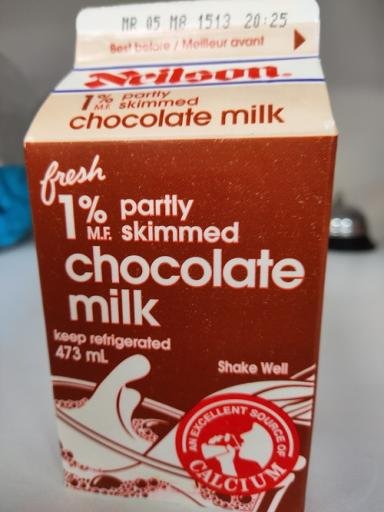 MR 05 MR 1513 20:25
Best before / Meilleur avant
Neilson.
1% partly
M.F. skimmed
chocolate milk
fresh
1% partly
M.F. skimmed
chocolate
milk
keep refrigerated
473 mL
Shake Well
AN EXCELLENT SOURCE OF
CALCIUM